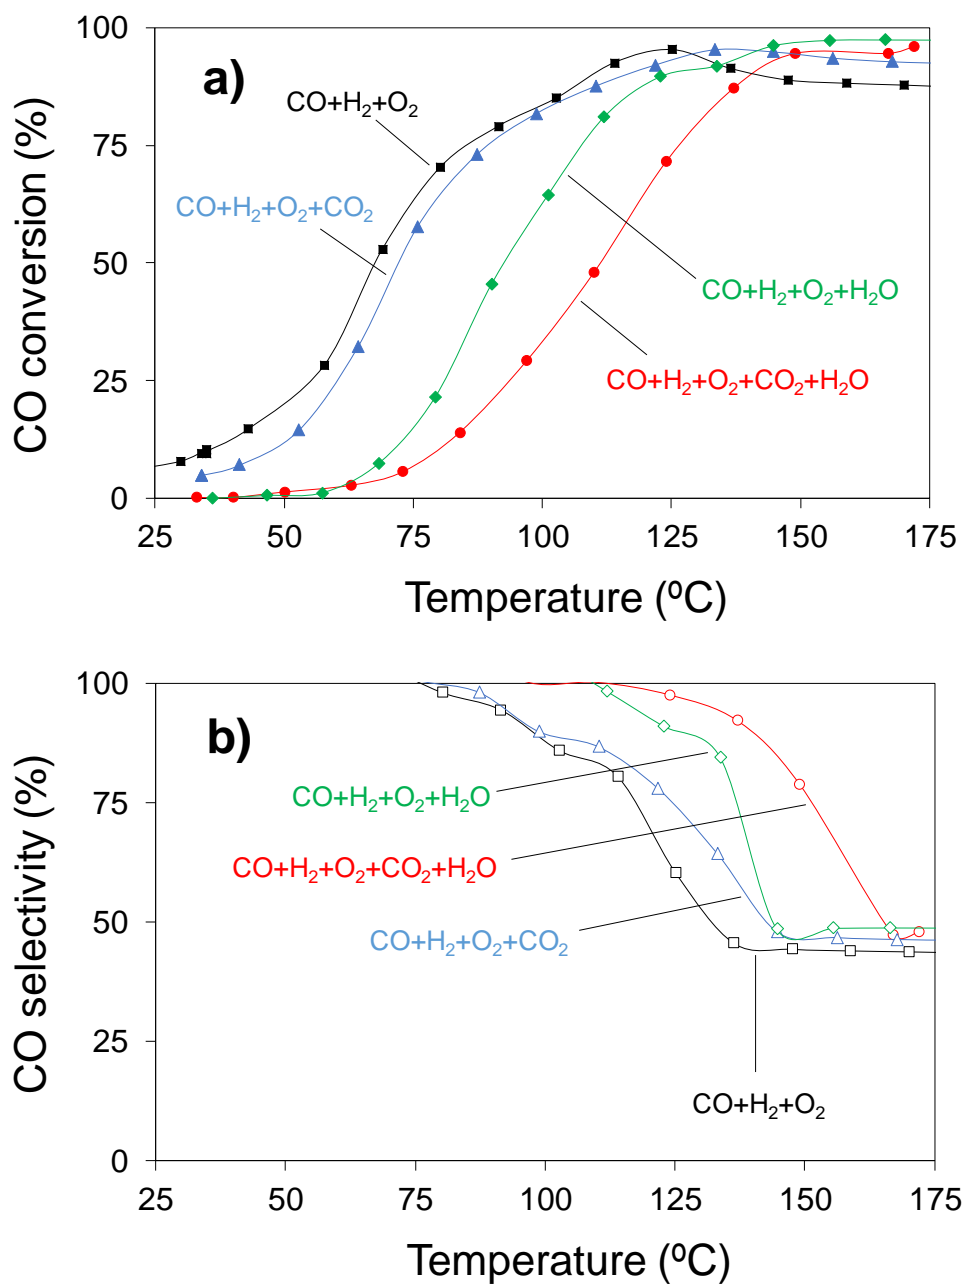 a)
CO conversion (%)
100
75
50
25
0
CO+H₂+O₂
CO+H₂+O₂+CO₂
CO+H₂+O₂+H₂O
CO+H₂+O₂+CO₂+H₂O
25 50 75 100 125 150 175
Temperature (ºC)
b)
CO selectivity (%)
100
75
50
25
0
CO+H₂+O₂+H₂O
CO+H₂+O₂+CO₂+H₂O
CO+H₂+O₂+CO₂
CO+H₂+O₂
25 50 75 100 125 150 175
Temperature (ºC)